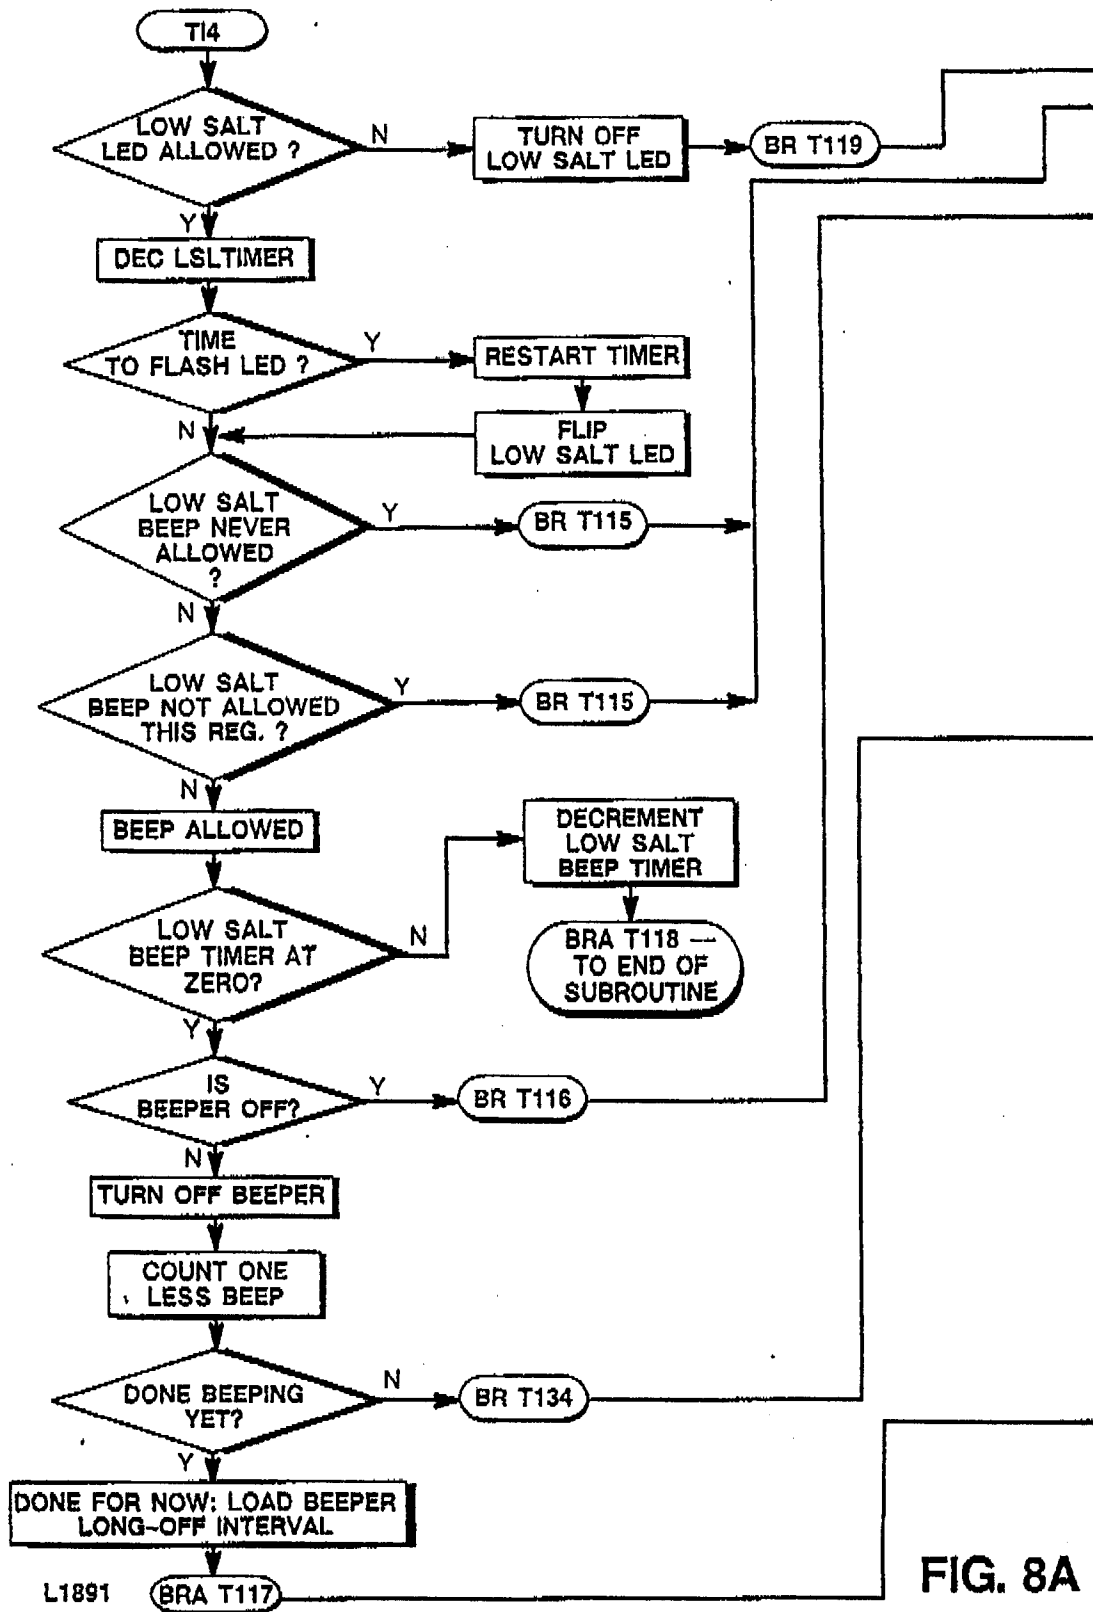 TI4
LOW SALT
LED ALLOWED ?
N
TURN OFF
LOW SALT LED
BR T119
Y
DEC LSLTIMER
TIME
TO FLASH LED ?
Y
RESTART TIMER
FLIP
LOW SALT LED
N
LOW SALT
BEEP NEVER
ALLOWED
?
Y
BR T115
N
LOW SALT
BEEP NOT ALLOWED
THIS REG. ?
Y
BR T115
N
BEEP ALLOWED
DECREMENT
LOW SALT
BEEP TIMER
LOW SALT
BEEP TIMER AT
ZERO?
N
BRA T118 —
TO END OF
SUBROUTINE
Y
IS
BEEPER OFF?
Y
BR T116
N
TURN OFF BEEPER
COUNT ONE
LESS BEEP
DONE BEEPING
YET?
N
BR T134
Y
DONE FOR NOW: LOAD BEEPER
LONG-OFF INTERVAL
L1891
BRA T117
FIG. 8A